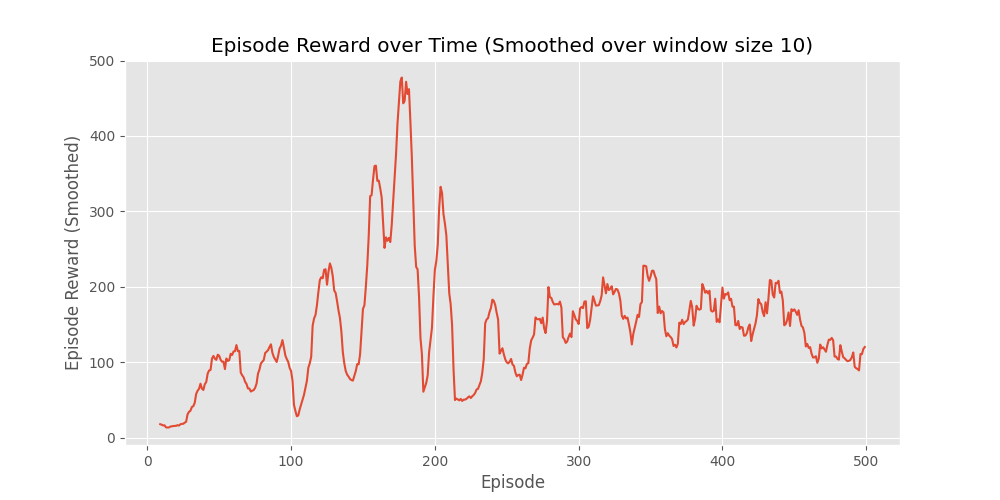 Episode Reward over Time (Smoothed over window size 10)
Episode Reward (Smoothed)
500
400
300
200
100
0
0 100 200 300 400 500
Episode